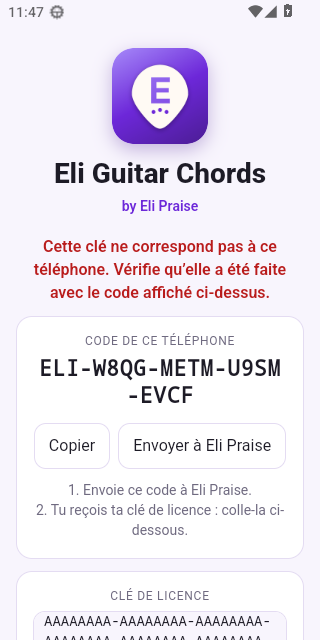 11:47
E
Eli Guitar Chords
by Eli Praise
Cette clé ne correspond pas à ce
téléphone. Vérifie qu’elle a été faite
avec le code affiché ci-dessus.
CODE DE CE TÉLÉPHONE
ELI-W8QG-METM-U9SM
-EVCF
Copier
Envoyer à Eli Praise
1. Envoie ce code à Eli Praise.
2. Tu reçois ta clé de licence : colle-la ci-
dessous.
CLÉ DE LICENCE
AAAAAAAA-AAAAAAAA-AAAAAAAA-